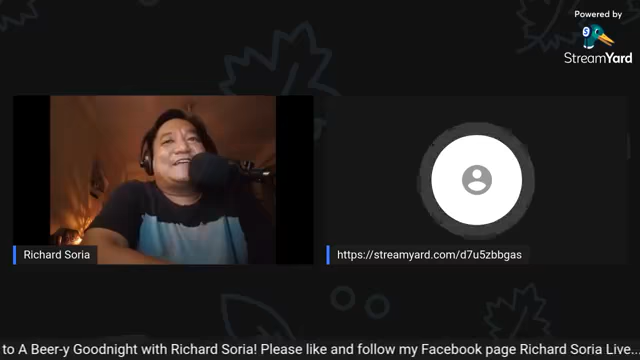 Powered by
StreamYard
Richard Soria
https://streamyard.com/d7u5zbbgas
to A Beer-y Goodnight with Richard Soria! Please like and follow my Facebook page Richard Soria Live...